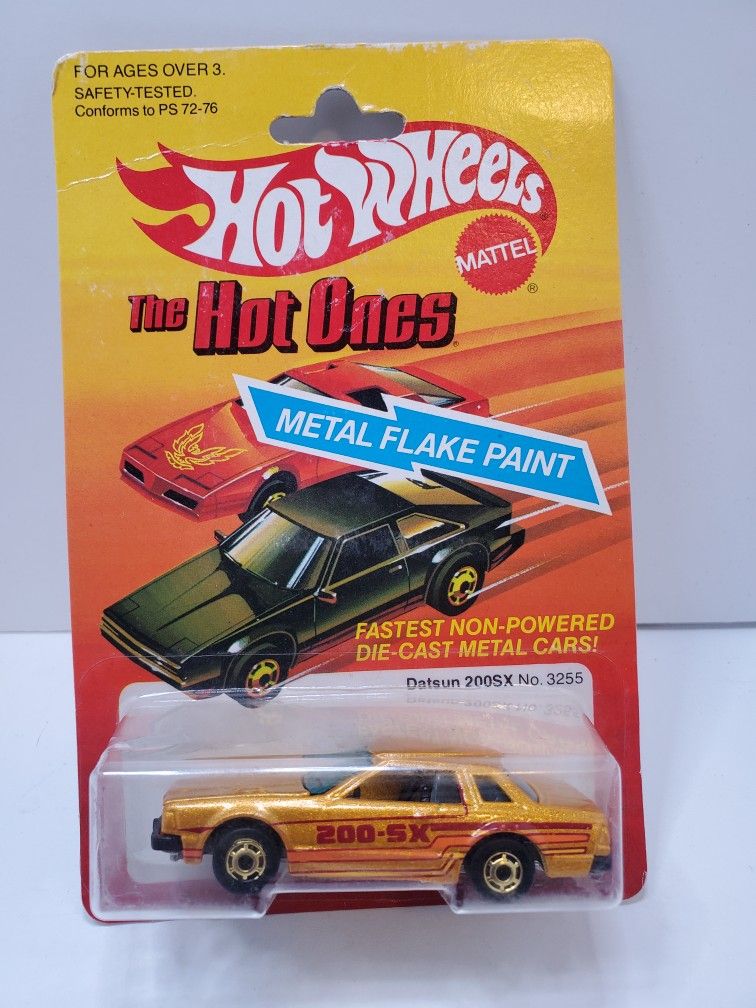 FOR AGES OVER 3.
SAFETY-TESTED.
Conforms to PS 72-76
Hot Wheels
MATTEL
®
The Hot Ones
METAL FLAKE PAINT
FASTEST NON-POWERED
DIE-CAST METAL CARS!
Datsun 200SX No. 3255
200-SX